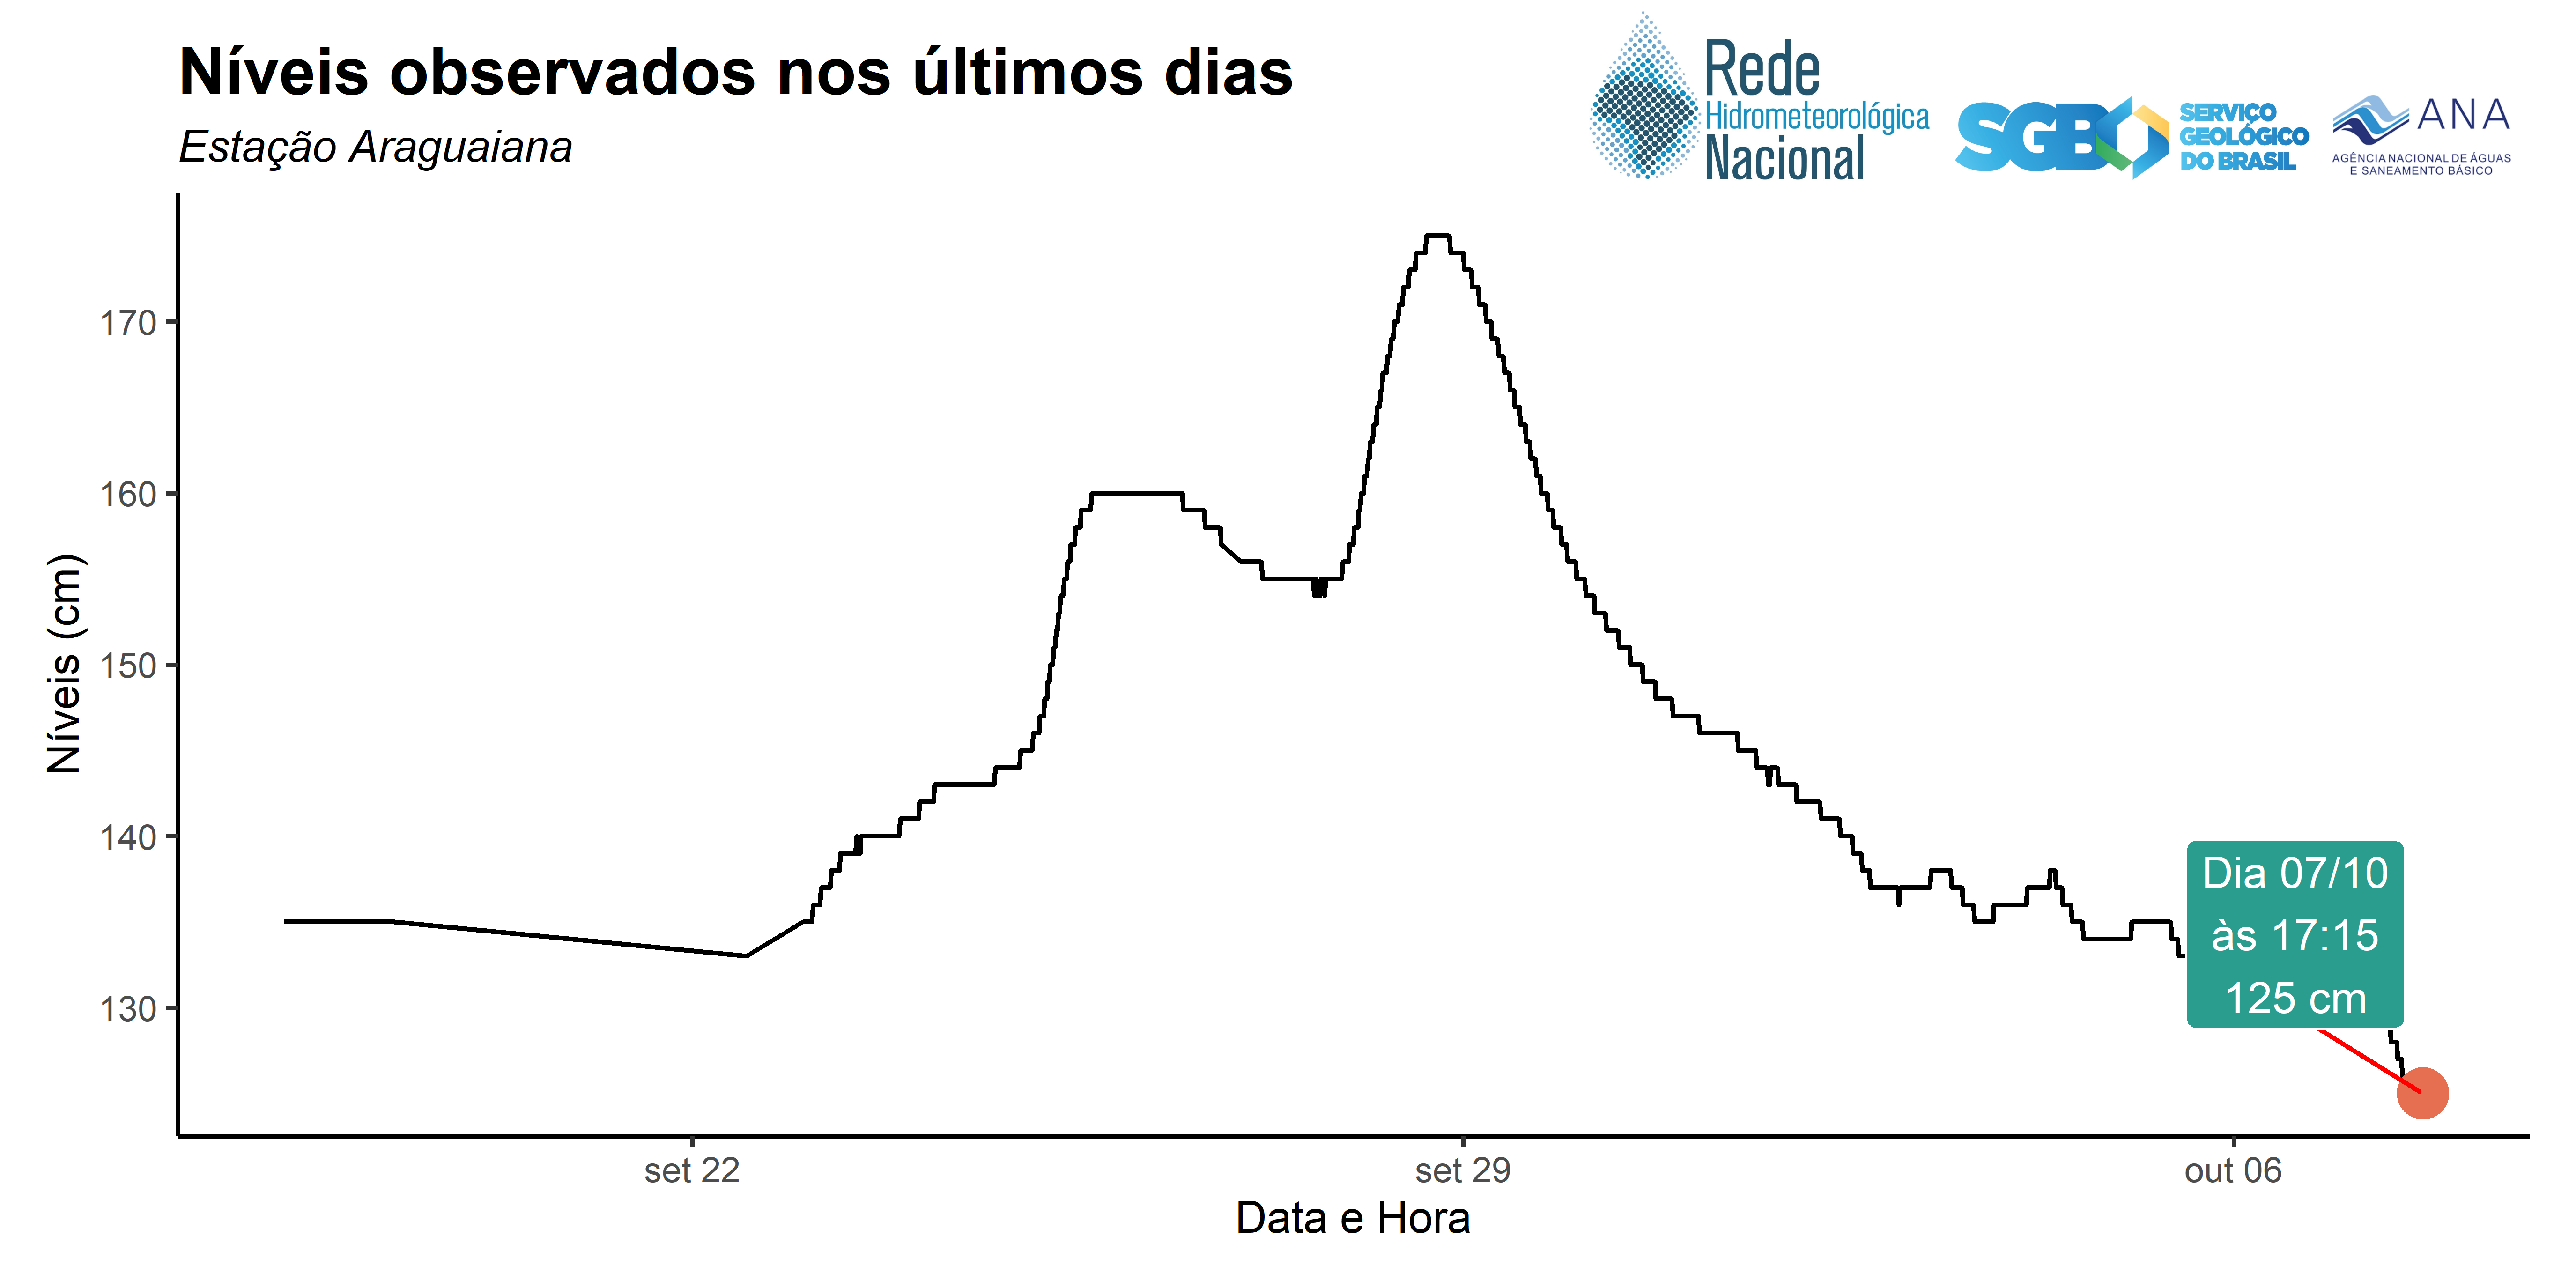 Níveis observados nos últimos dias
Estação Araguaiana
Rede
Hidrometeorológica
Nacional
SGB
SERVIÇO
GEOLÓGICO
DO BRASIL
ANA
AGÊNCIA NACIONAL DE ÁGUAS
E SANEAMENTO BÁSICO
Níveis (cm)
170
160
150
140
130
Dia 07/10
às 17:15
125 cm
set 22
set 29
out 06
Data e Hora